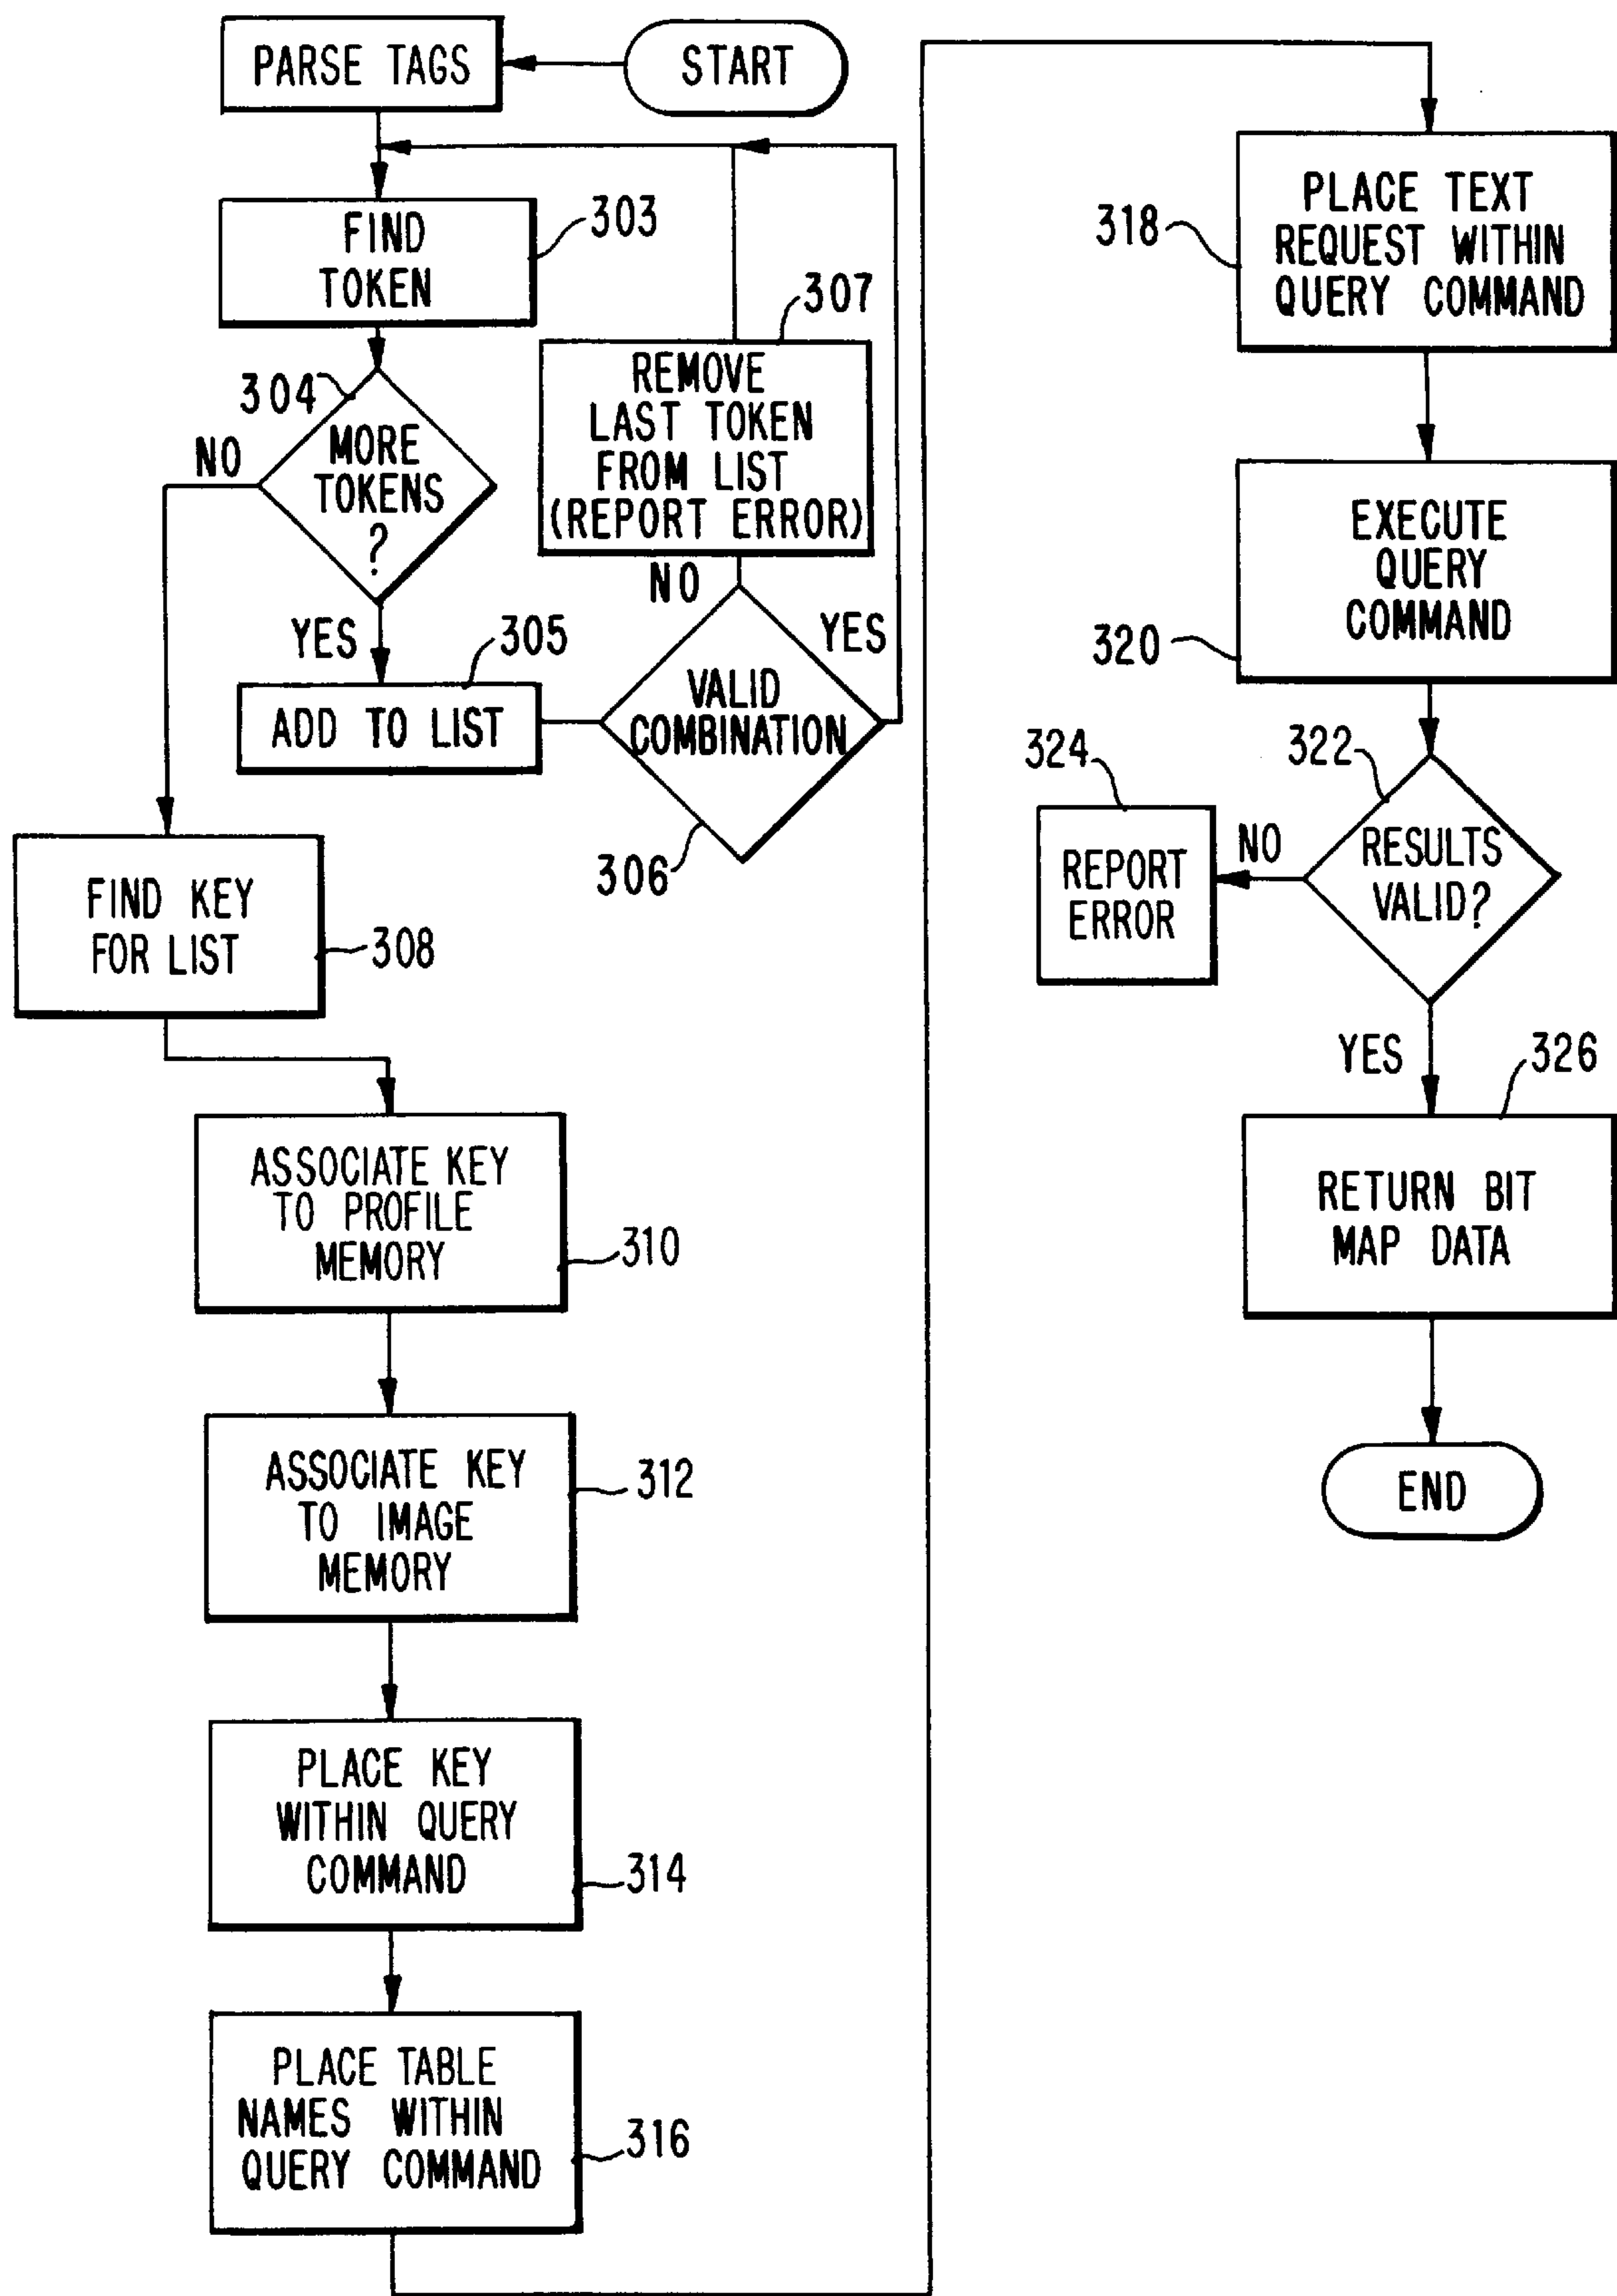 PARSE TAGS
START
FIND
TOKEN
303
304
MORE
TOKENS
?
NO
YES
305
ADD TO LIST
307
REMOVE
LAST TOKEN
FROM LIST
(REPORT ERROR)
NO
YES
VALID
COMBINATION
306
FIND KEY
FOR LIST
308
ASSOCIATE KEY
TO PROFILE
MEMORY
310
ASSOCIATE KEY
TO IMAGE
MEMORY
312
PLACE KEY
WITHIN QUERY
COMMAND
314
PLACE TABLE
NAMES WITHIN
QUERY COMMAND
316
318
PLACE TEXT
REQUEST WITHIN
QUERY COMMAND
EXECUTE
QUERY
COMMAND
320
322
324
RESULTS
VALID?
NO
REPORT
ERROR
YES
326
RETURN BIT
MAP DATA
END